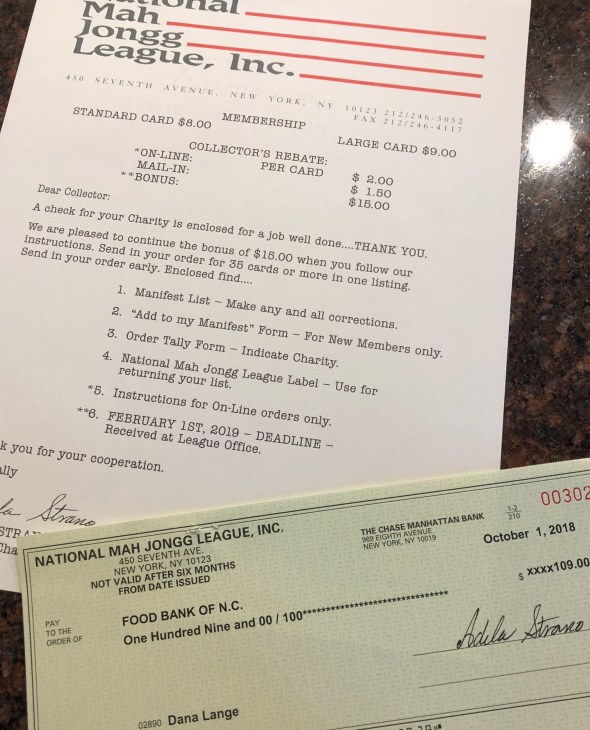 Mah
Jongg
League, Inc.
450 SEVENTH AVENUE, NEW YORK, NY 10123 212/246-3052
FAX 212/246-4117
MEMBERSHIP
STANDARD CARD $8.00 LARGE CARD $9.00
COLLECTOR'S REBATE:
PER CARD
*ON-LINE: $ 2.00
MAIL-IN: $ 1.50
**BONUS: $15.00
Dear Collector:
A check for your Charity is enclosed for a job well done....THANK YOU.
We are pleased to continue the bonus of $15.00 when you follow our
instructions. Send in your order for 35 cards or more in one listing.
Send in your order early. Enclosed find....
1. Manifest List – Make any and all corrections.
2. "Add to my Manifest" Form – For New Members only.
3. Order Tally Form – Indicate Charity.
4. National Mah Jongg League Label – Use for
returning your list.
*5. Instructions for On-Line orders only.
**6. FEBRUARY 1ST, 2019 – DEADLINE –
Received at League Office.
you for your cooperation.
Strano
NATIONAL MAH JONGG LEAGUE, INC.
450 SEVENTH AVE.
NEW YORK, NY 10123
NOT VALID AFTER SIX MONTHS
FROM DATE ISSUED
THE CHASE MANHATTAN BANK
969 EIGHTH AVENUE
NEW YORK, NY 10019
1-2
210
00302
October 1, 2018
$ xxxx109.00
PAY
TO THE
ORDER OF
FOOD BANK OF N.C.
One Hundred Nine and 00 / 100********************************
Adela Strano
02890 Dana Lange